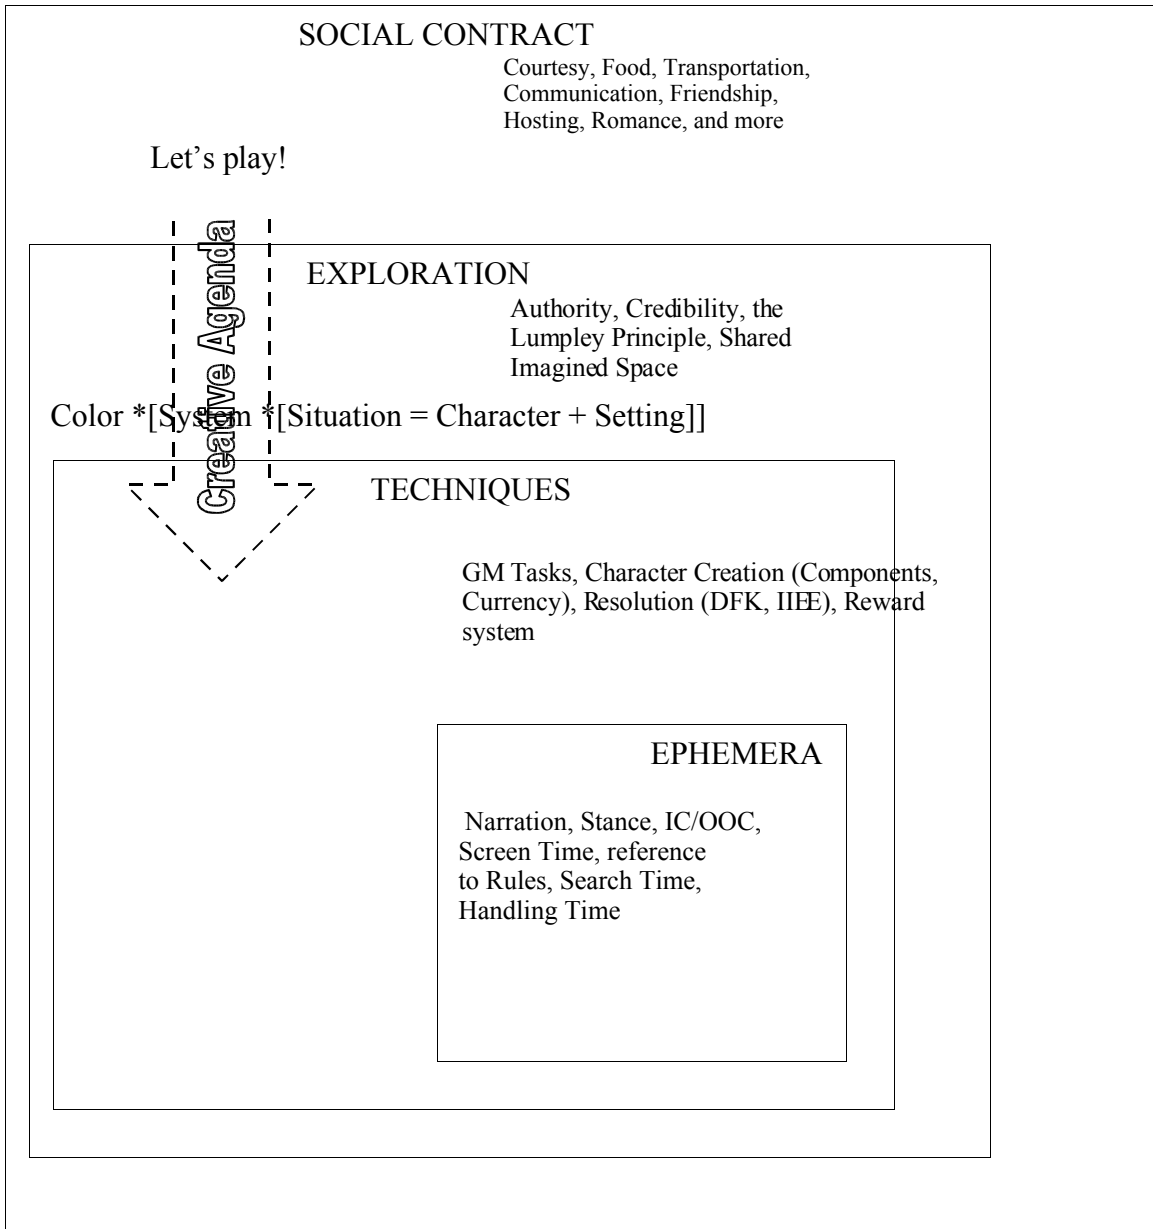 SOCIAL CONTRACT
Courtesy, Food, Transportation,
Communication, Friendship,
Hosting, Romance, and more
Let’s play!
Creative Agenda
EXPLORATION
Authority, Credibility, the
Lumpley Principle, Shared
Imagined Space
Color *[System *[Situation = Character + Setting]]
TECHNIQUES
GM Tasks, Character Creation (Components,
Currency), Resolution (DFK, IIEE), Reward
system
EPHEMERA
Narration, Stance, IC/OOC,
Screen Time, reference
to Rules, Search Time,
Handling Time